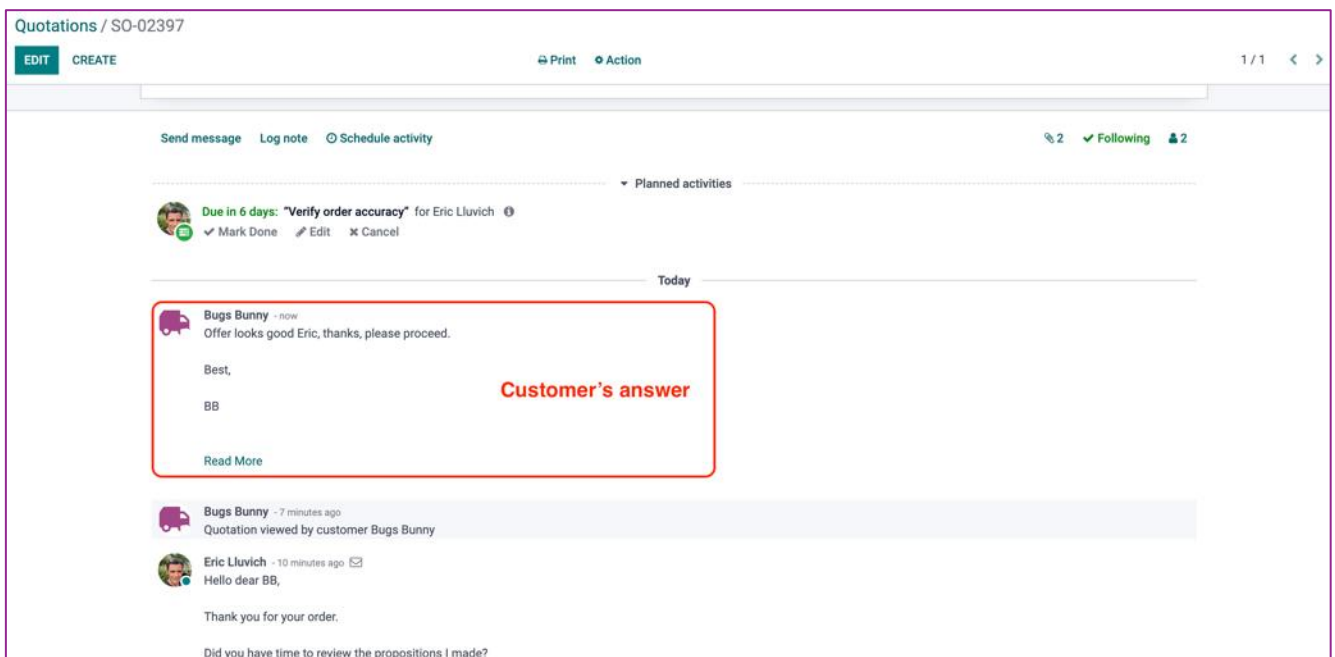 Quotations / SO-02397
EDIT CREATE Print Action 1 / 1
Send message Log note Schedule activity 2 Following 2
Planned activities
Due in 6 days: "Verify order accuracy" for Eric Lluvich
Mark Done Edit Cancel
Today
Bugs Bunny - now
Offer looks good Eric, thanks, please proceed.
Best,
Customer's answer
BB
Read More
Bugs Bunny - 7 minutes ago
Quotation viewed by customer Bugs Bunny
Eric Lluvich - 10 minutes ago
Hello dear BB,
Thank you for your order.
Did you have time to review the propositions I made?